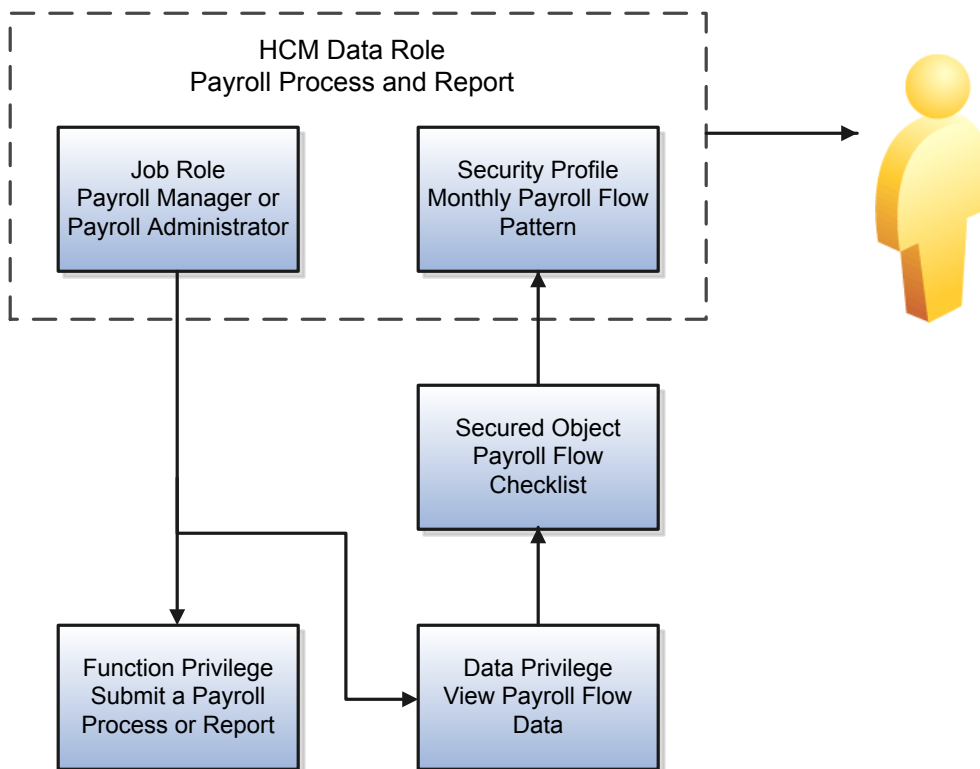 HCM Data Role
Payroll Process and Report
Job Role
Payroll Manager or
Payroll Administrator
Security Profile
Monthly Payroll Flow
Pattern
Secured Object
Payroll Flow
Checklist
Function Privilege
Submit a Payroll
Process or Report
Data Privilege
View Payroll Flow
Data